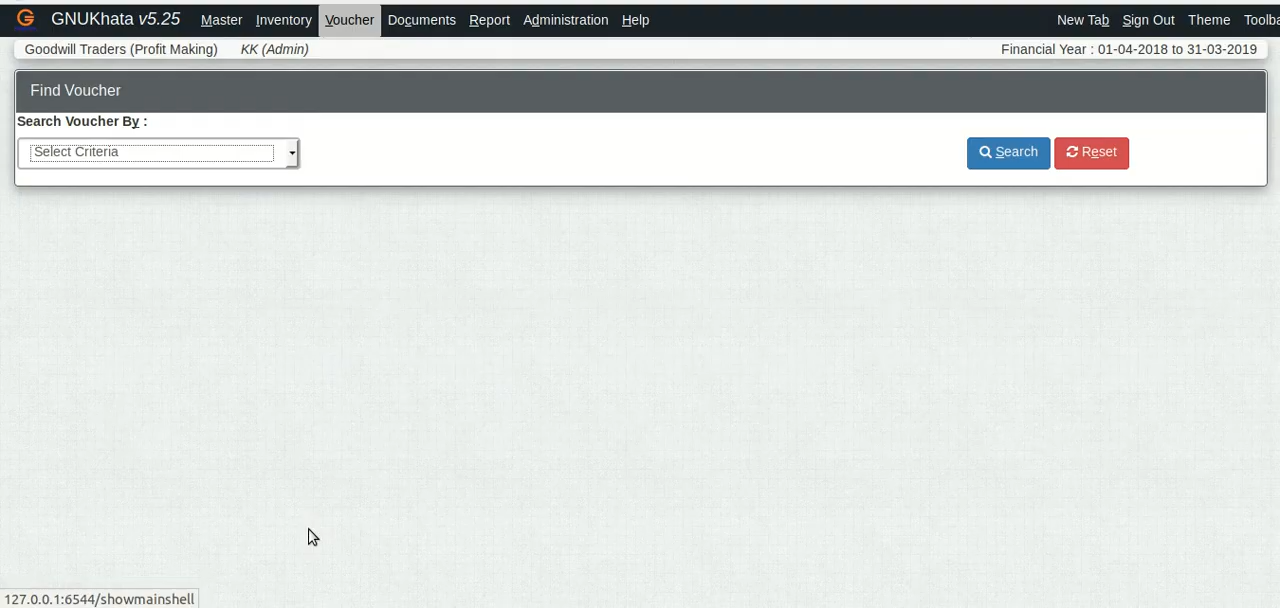 GNUKhata v5.25 Master Inventory Voucher Documents Report Administration Help New Tab Sign Out Theme Toolba
Goodwill Traders (Profit Making) KK (Admin) Financial Year : 01-04-2018 to 31-03-2019
Find Voucher
Search Voucher By :
Select Criteria Search Reset
127.0.0.1:6544/showmainshell